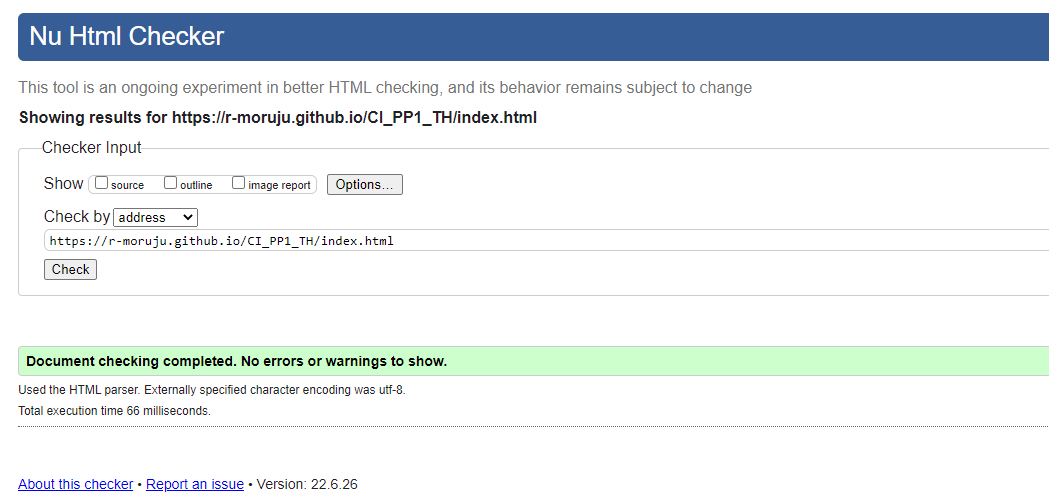 Nu Html Checker
This tool is an ongoing experiment in better HTML checking, and its behavior remains subject to change
Showing results for https://r-moruju.github.io/CI_PP1_TH/index.html
Checker Input
Show source outline image report Options...
Check by address
https://r-moruju.github.io/CI_PP1_TH/index.html
Check
Document checking completed. No errors or warnings to show.
Used the HTML parser. Externally specified character encoding was utf-8.
Total execution time 66 milliseconds.
About this checker • Report an issue • Version: 22.6.26